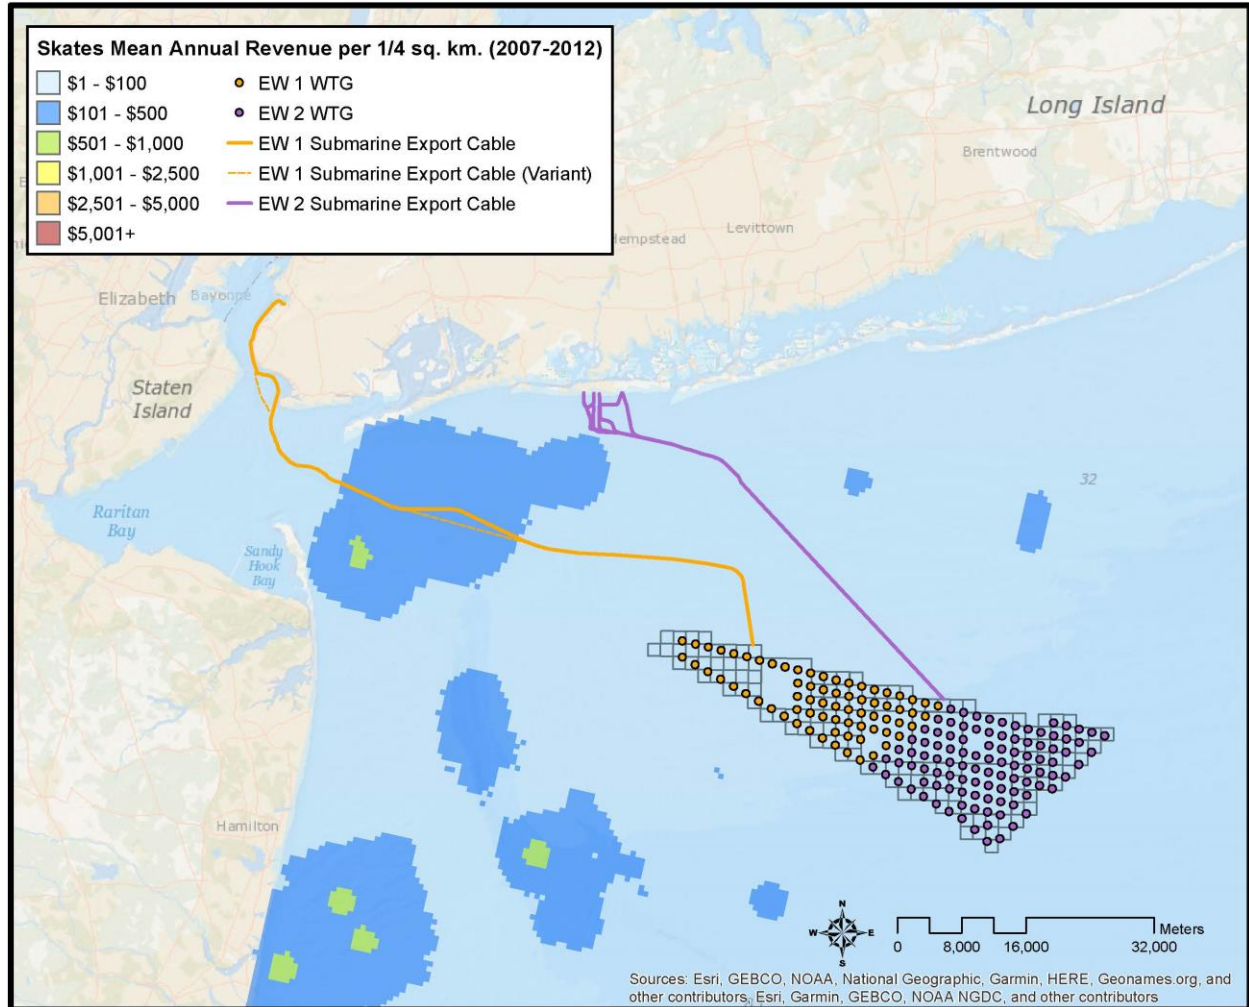 Skates Mean Annual Revenue per 1/4 sq. km. (2007-2012)
$1 - $100
$101 - $500
$501 - $1,000
$1,001 - $2,500
$2,501 - $5,000
$5,001+
EW 1 WTG
EW 2 WTG
EW 1 Submarine Export Cable
EW 1 Submarine Export Cable (Variant)
EW 2 Submarine Export Cable
Long Island
Brentwood
Levittown
Elizabeth
Bayonne
Staten
Island
32
Raritan
Bay
Sandy
Hook
Bay
Hamilton
N
W
E
S
Meters
0
8,000
16,000
32,000
Sources: Esri, GEBCO, NOAA, National Geographic, Garmin, HERE, Geonames.org, and
other contributors, Esri, Garmin, GEBCO, NOAA NGDC, and other contributors